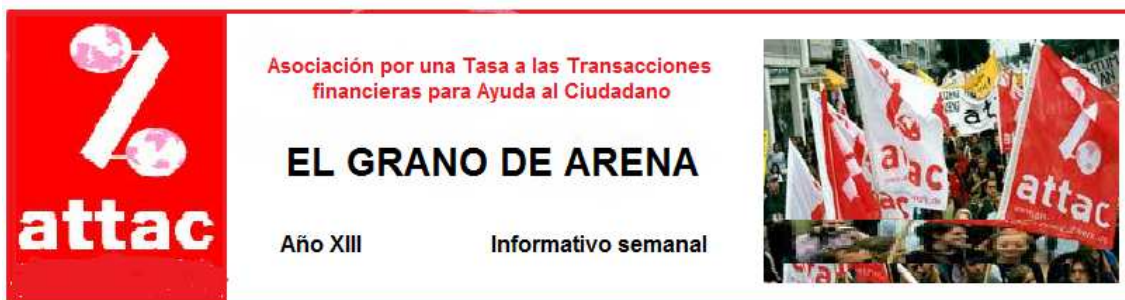 attac
Asociación por una Tasa a las Transacciones
financieras para Ayuda al Ciudadano
EL GRANO DE ARENA
Año XIII Informativo semanal
attac
attac